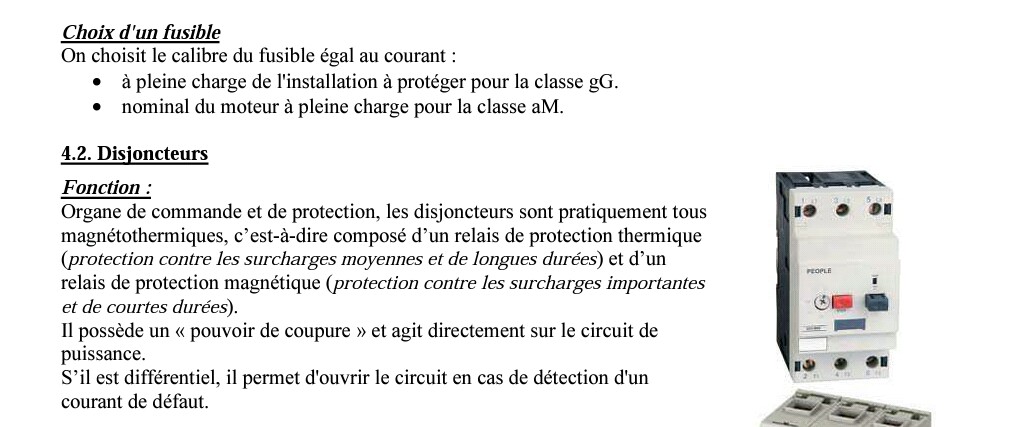 Choix d'un fusible
On choisit le calibre du fusible égal au courant :
• à pleine charge de l'installation à protéger pour la classe gG.
• nominal du moteur à pleine charge pour la classe aM.
4.2. Disjoncteurs
Fonction :
Organe de commande et de protection, les disjoncteurs sont pratiquement tous
magnétothermiques, c’est-à-dire composé d’un relais de protection thermique
(protection contre les surcharges moyennes et de longues durées) et d’un
relais de protection magnétique (protection contre les surcharges importantes
et de courtes durées).
Il possède un « pouvoir de coupure » et agit directement sur le circuit de
puissance.
S’il est différentiel, il permet d'ouvrir le circuit en cas de détection d'un
courant de défaut.
PEOPLE